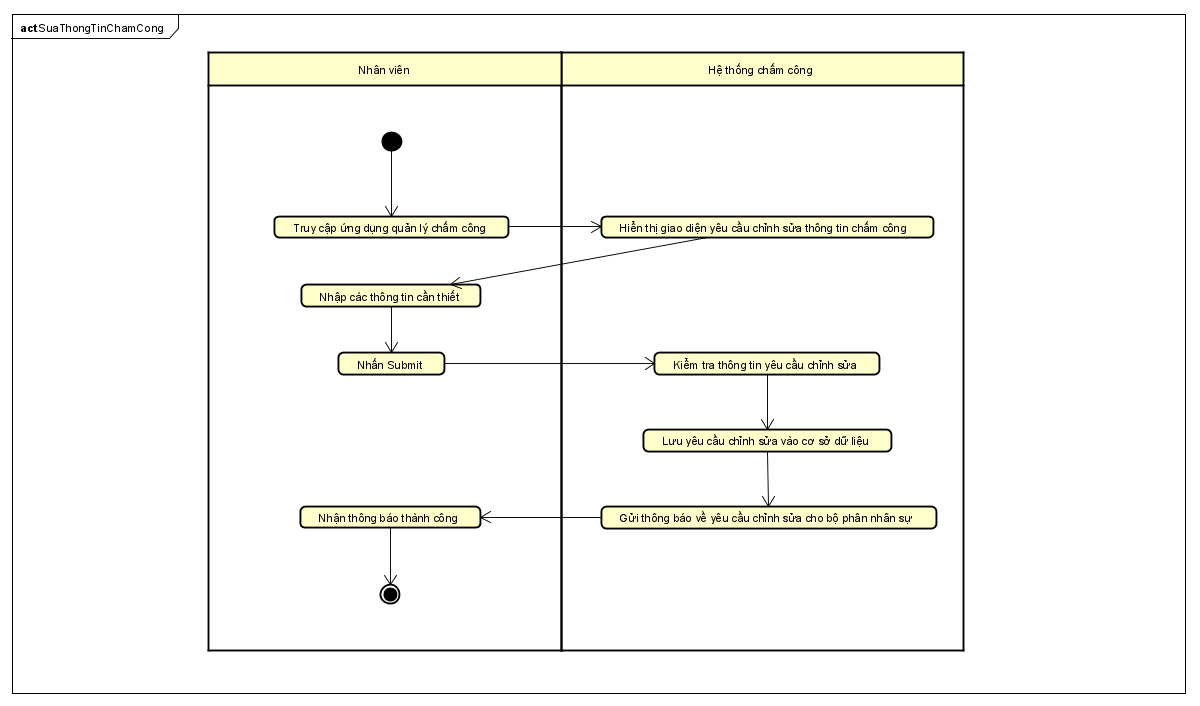 actSuaThongTinChamCong
Nhân viên
Hệ thống chấm công
Truy cập ứng dụng quản lý chấm công
Hiển thị giao diện yêu cầu chỉnh sửa thông tin chấm công
Nhập các thông tin cần thiết
Nhấn Submit
Kiểm tra thông tin yêu cầu chỉnh sửa
Lưu yêu cầu chỉnh sửa vào cơ sở dữ liệu
Nhận thông báo thành công
Gửi thông báo về yêu cầu chỉnh sửa cho bộ phân nhân sự